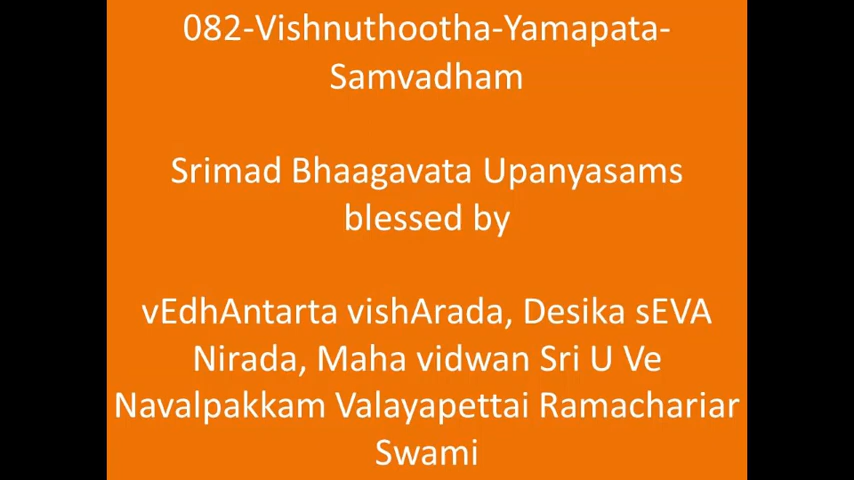 082-Vishnuthootha-Yamapata-
Samvadham
Srimad Bhaagavata Upanyasams
blessed by
vEdhAntarta vishArada, Desika sEVA
Nirada, Maha vidwan Sri U Ve
Navalpakkam Valayapettai Ramachariar
Swami